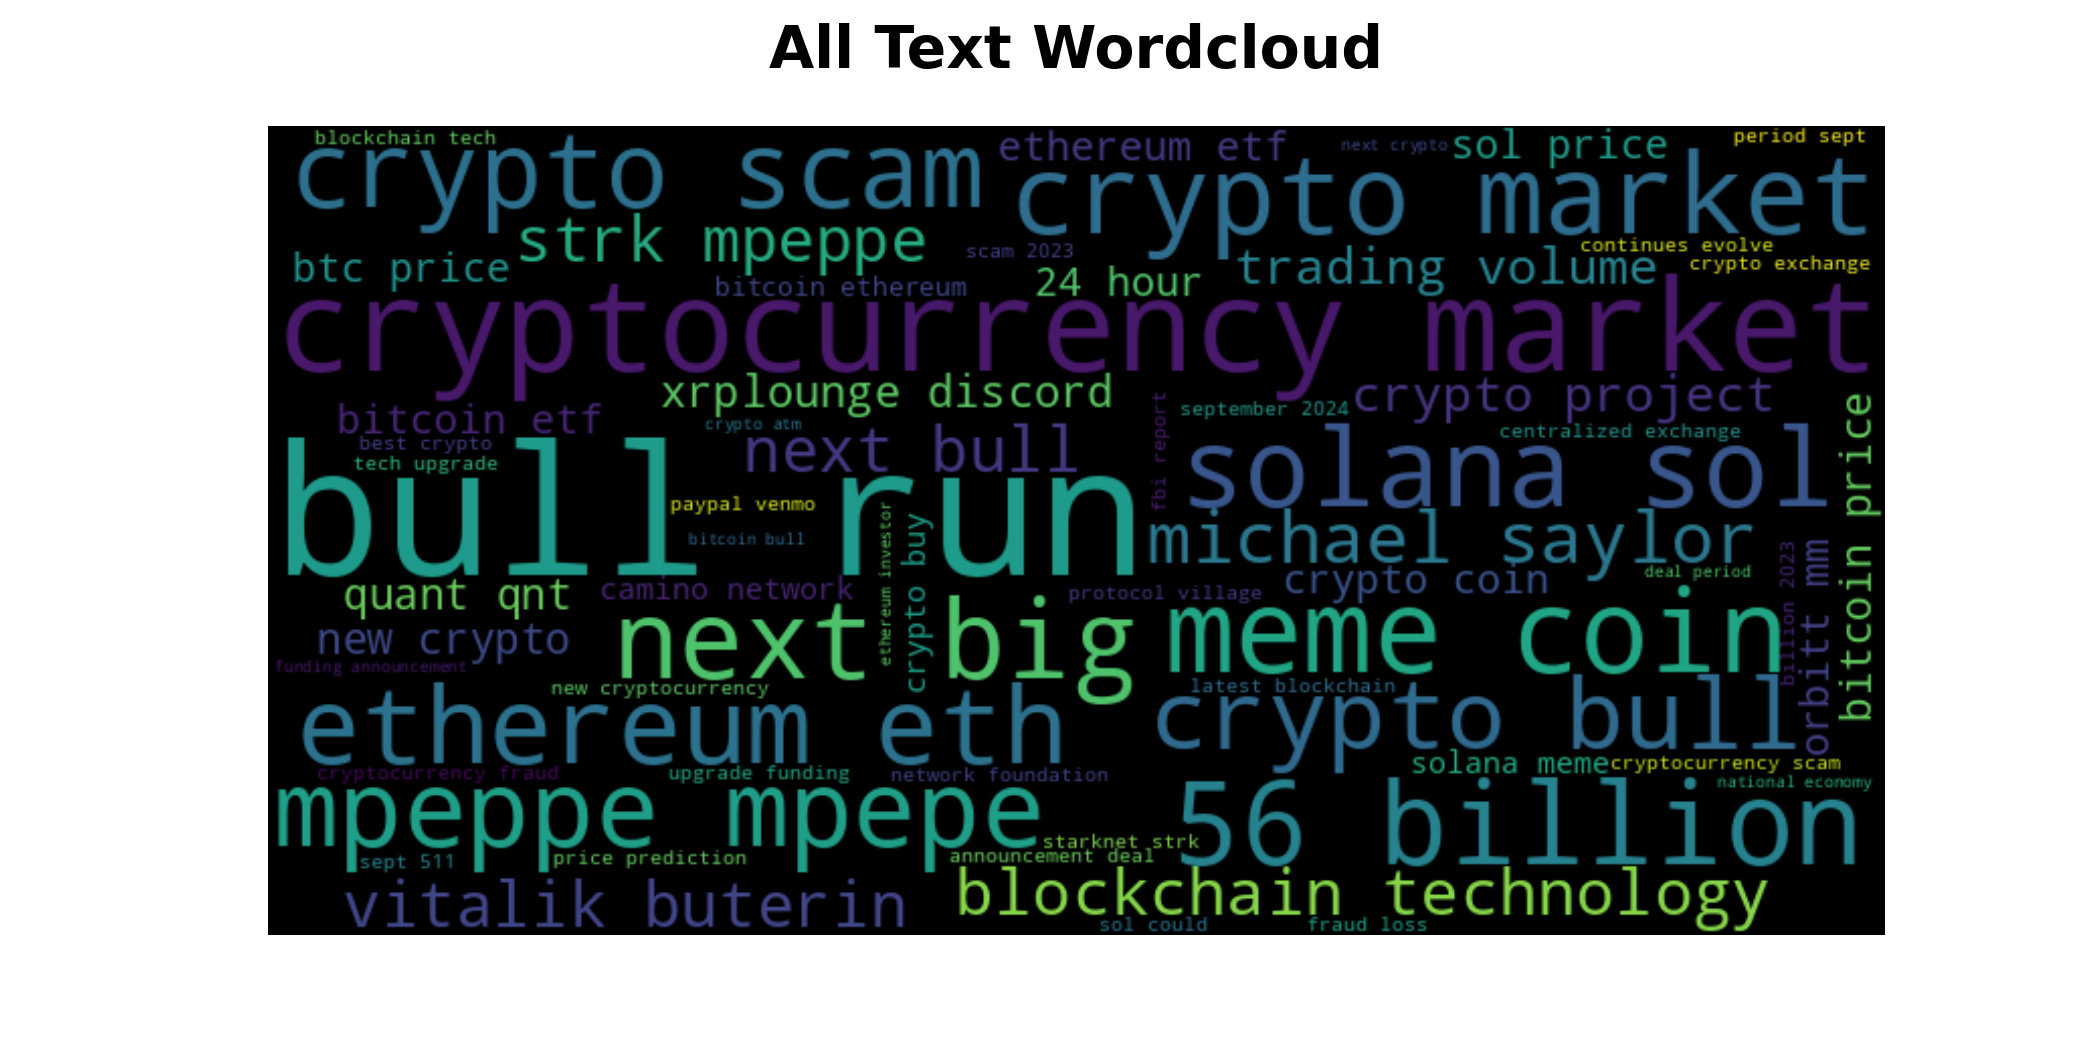 All Text Wordcloud
blockchain tech
crypto scam
ethereum etf
next crypto
sol price
period sept
crypto market
strk mpeppe
scam 2023
continues evolve
btc price
bitcoin ethereum
24 hour
trading volume
crypto exchange
cryptocurrency market
xrplounge discord
crypto project
bitcoin etf
crypto atm
fbi report
september 2024
bitcoin price
best crypto
next bull
centralized exchange
tech upgrade
solana sol
bull run
paypal venmo
bitcoin bull
ethereum investor
crypto buy
michael saylor
quant qnt
camino network
protocol village
crypto coin
deal period
billion 2023
orbitt mm
new crypto
next big
meme coin
funding announcement
new cryptocurrency
latest blockchain
ethereum eth
crypto bull
cryptocurrency fraud
upgrade funding
network foundation
solana meme
cryptocurrency scam
national economy
mpeppe mpepe
56 billion
starknet strk
sept 511
price prediction
announcement deal
vitalik buterin
blockchain technology
sol could
fraud loss